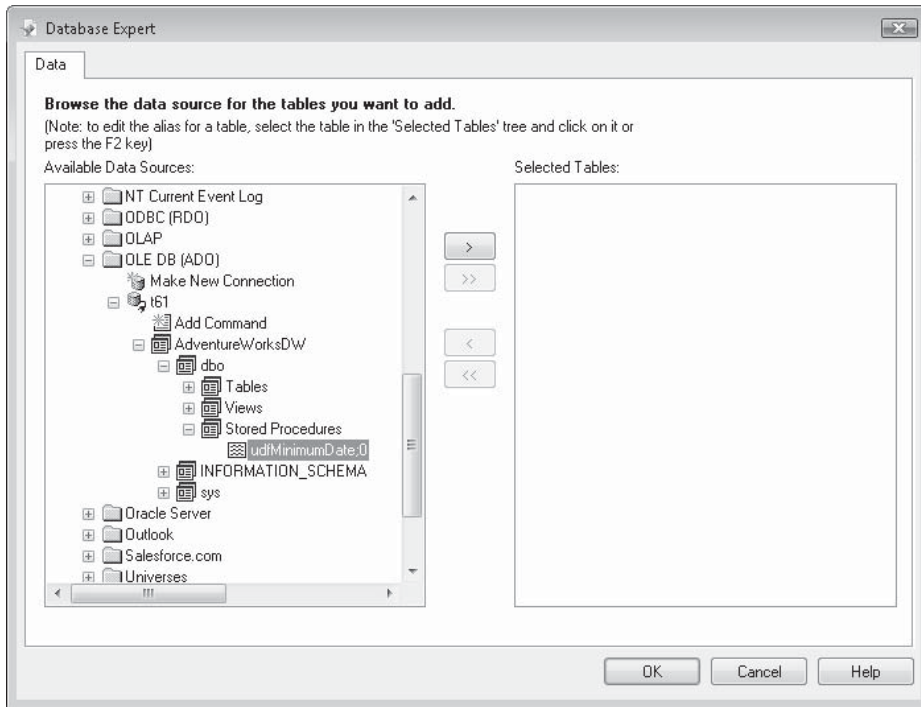 Database Expert
Data
Browse the data source for the tables you want to add.
(Note: to edit the alias for a table, select the table in the 'Selected Tables' tree and click on it or
press the F2 key)
Available Data Sources:
Selected Tables:
NT Current Event Log
ODBC (RDO)
OLAP
OLE DB (ADO)
Make New Connection
t61
Add Command
AdventureWorksDW
dbo
Tables
Views
Stored Procedures
udfMinimumDate;0
INFORMATION_SCHEMA
sys
Oracle Server
Outlook
Salesforce.com
Universes
>
>>
<
<<
OK
Cancel
Help